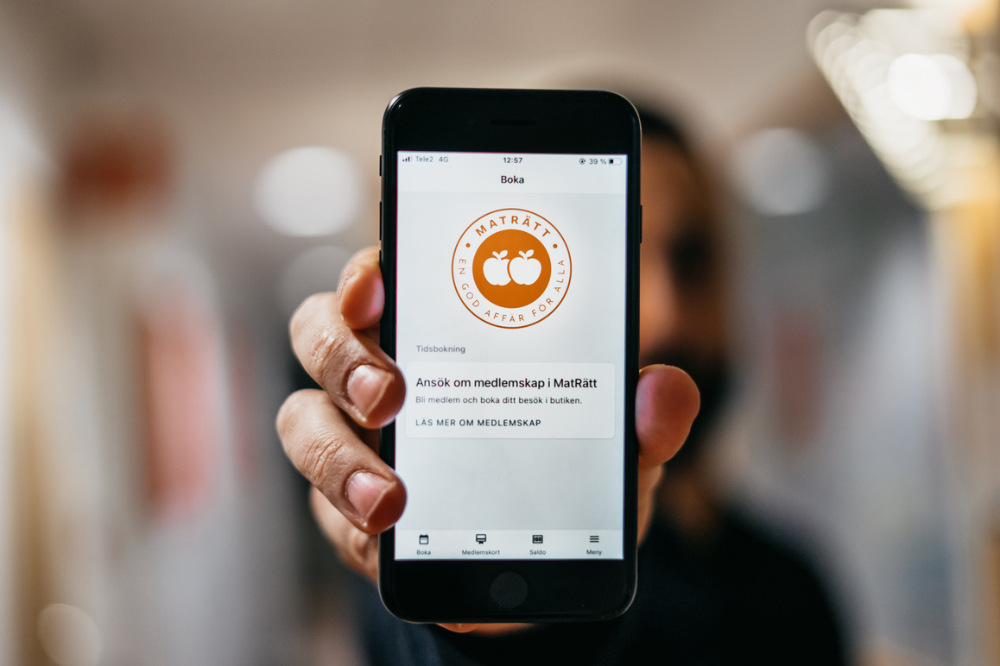 Tele2 4G 12:57 39 %
Boka
MATRÄTT
EN GOD AFFÄR FÖR ALLA
Tidsbokning
Ansök om medlemskap i MatRätt
Bli medlem och boka ditt besök i butiken.
LÄS MER OM MEDLEMSKAP
Boka Medlemskort Saldo Meny